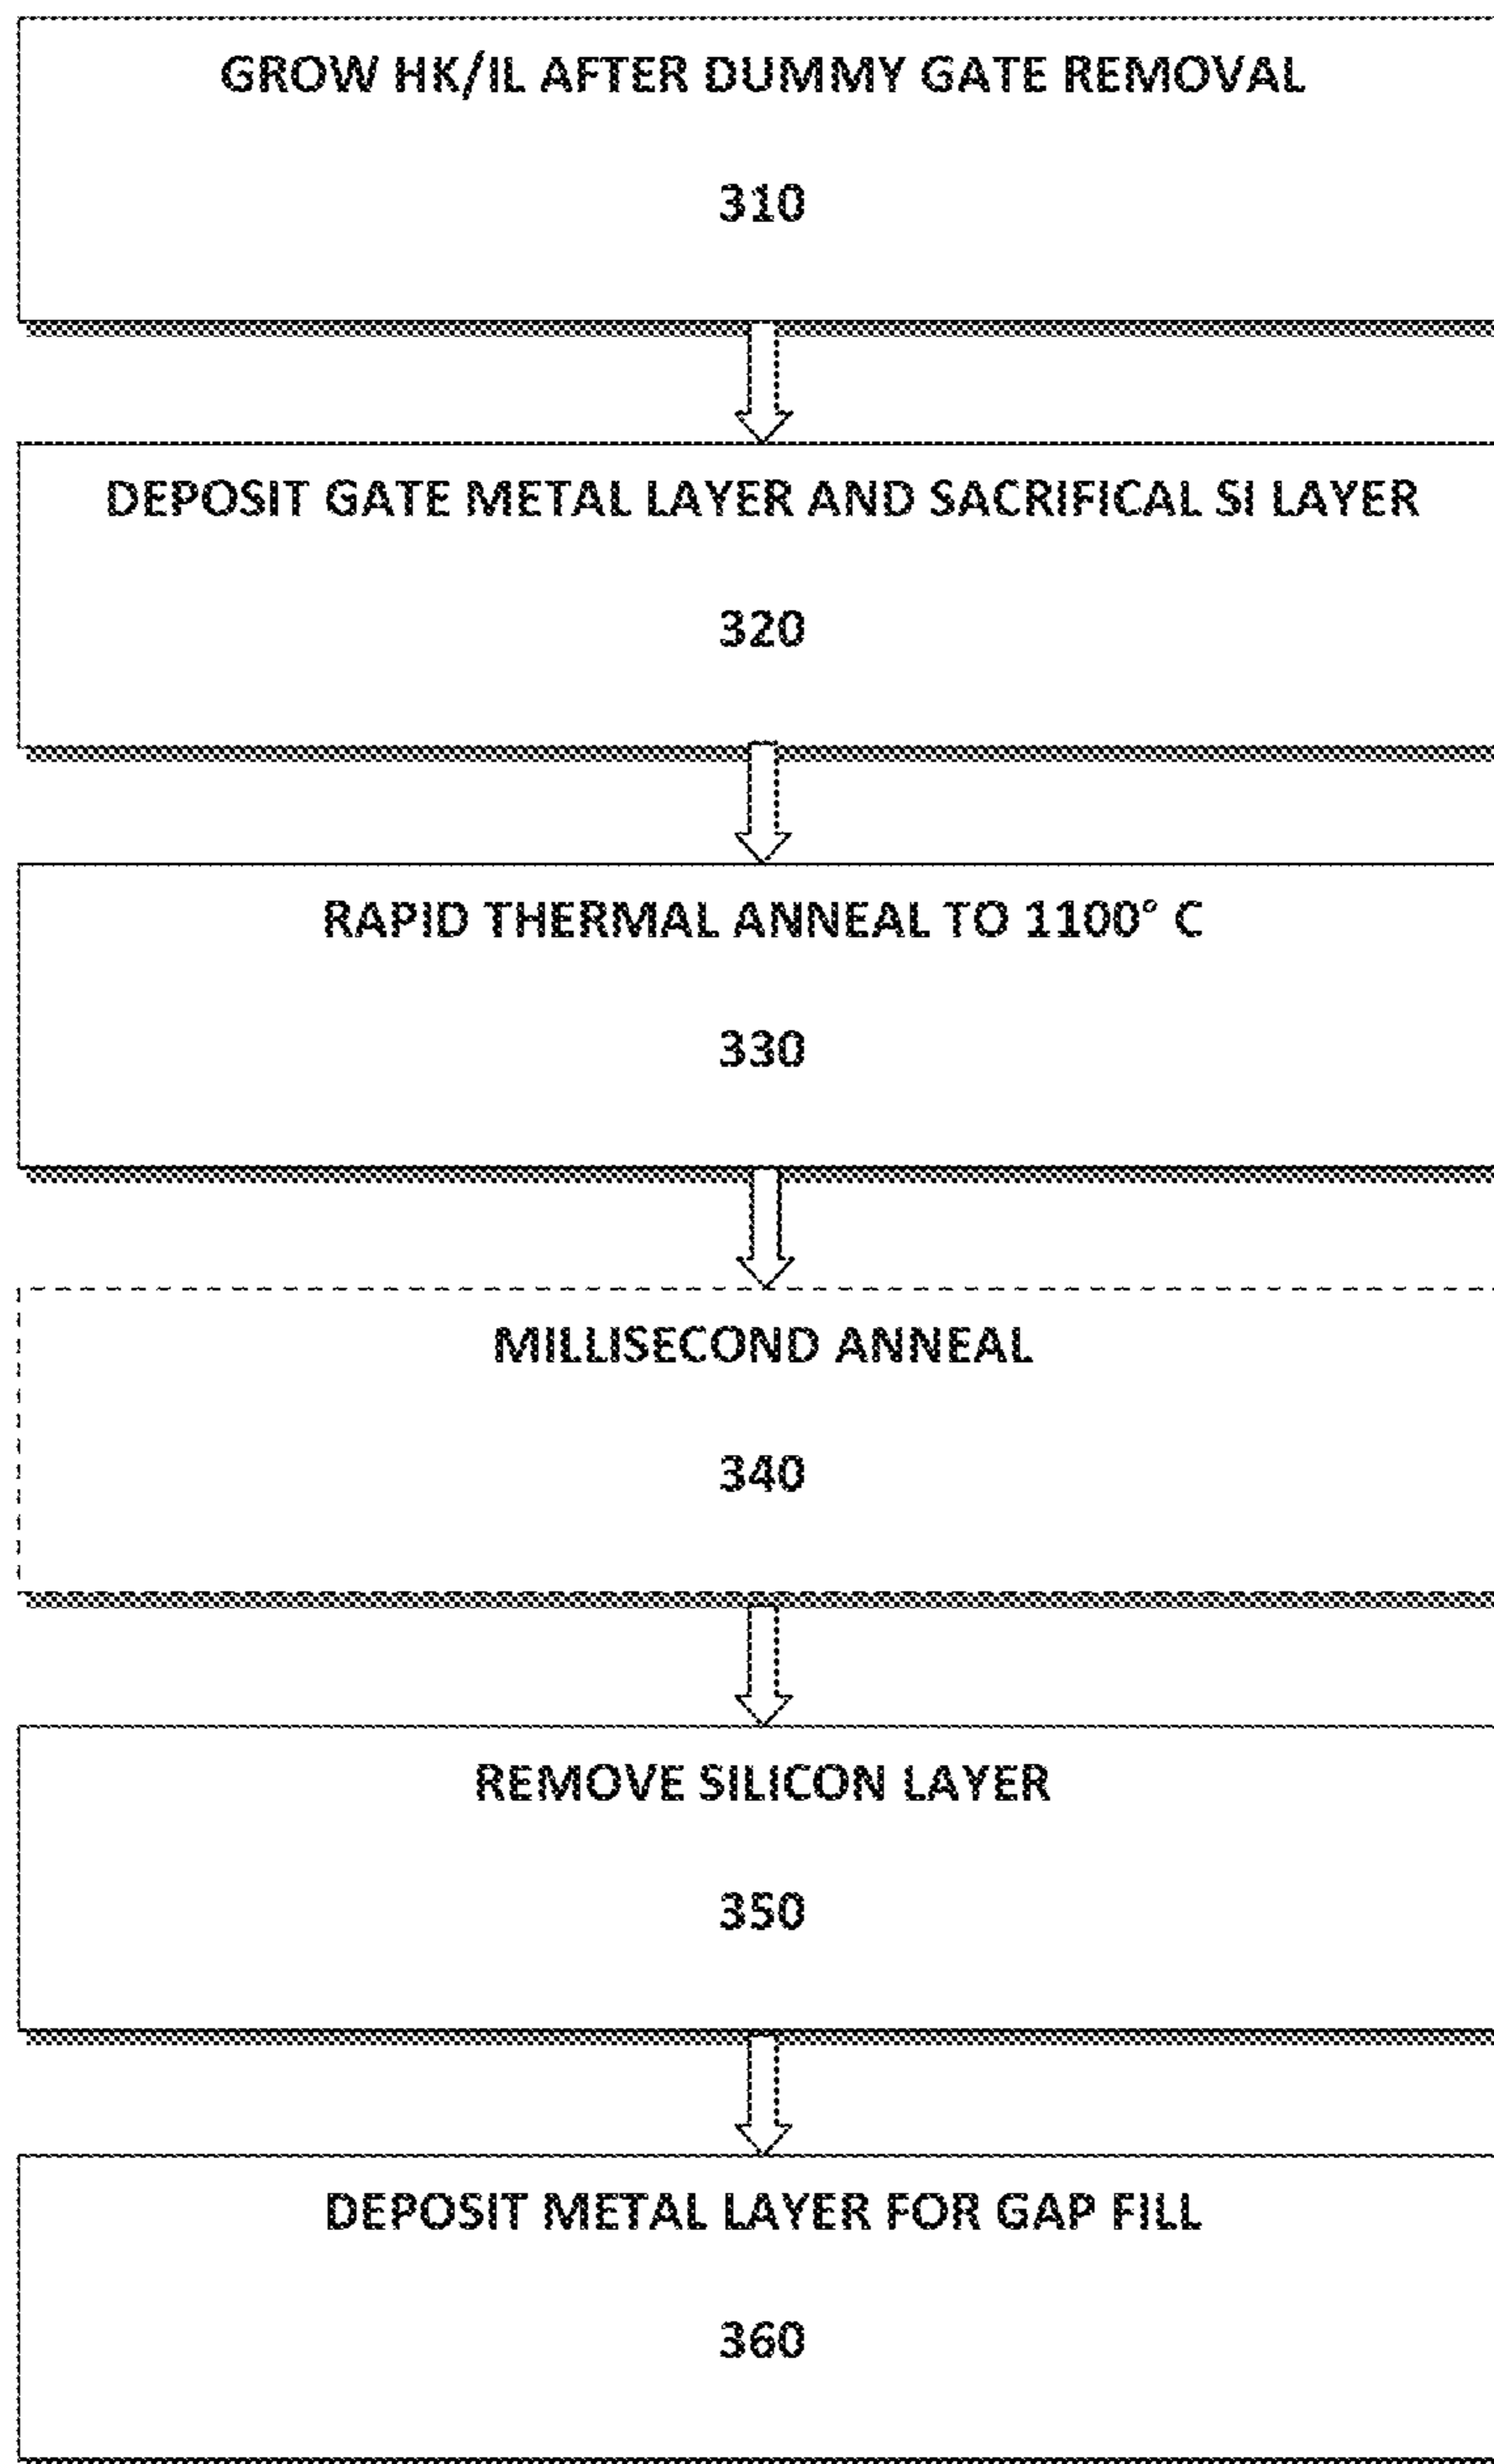 GROW HK/IL AFTER DUMMY GATE REMOVAL
310
DEPOSIT GATE METAL LAYER AND SACRIFICAL SI LAYER
320
RAPID THERMAL ANNEAL TO 1100° C
330
MILLISECOND ANNEAL
340
REMOVE SILICON LAYER
350
DEPOSIT METAL LAYER FOR GAP FILL
360